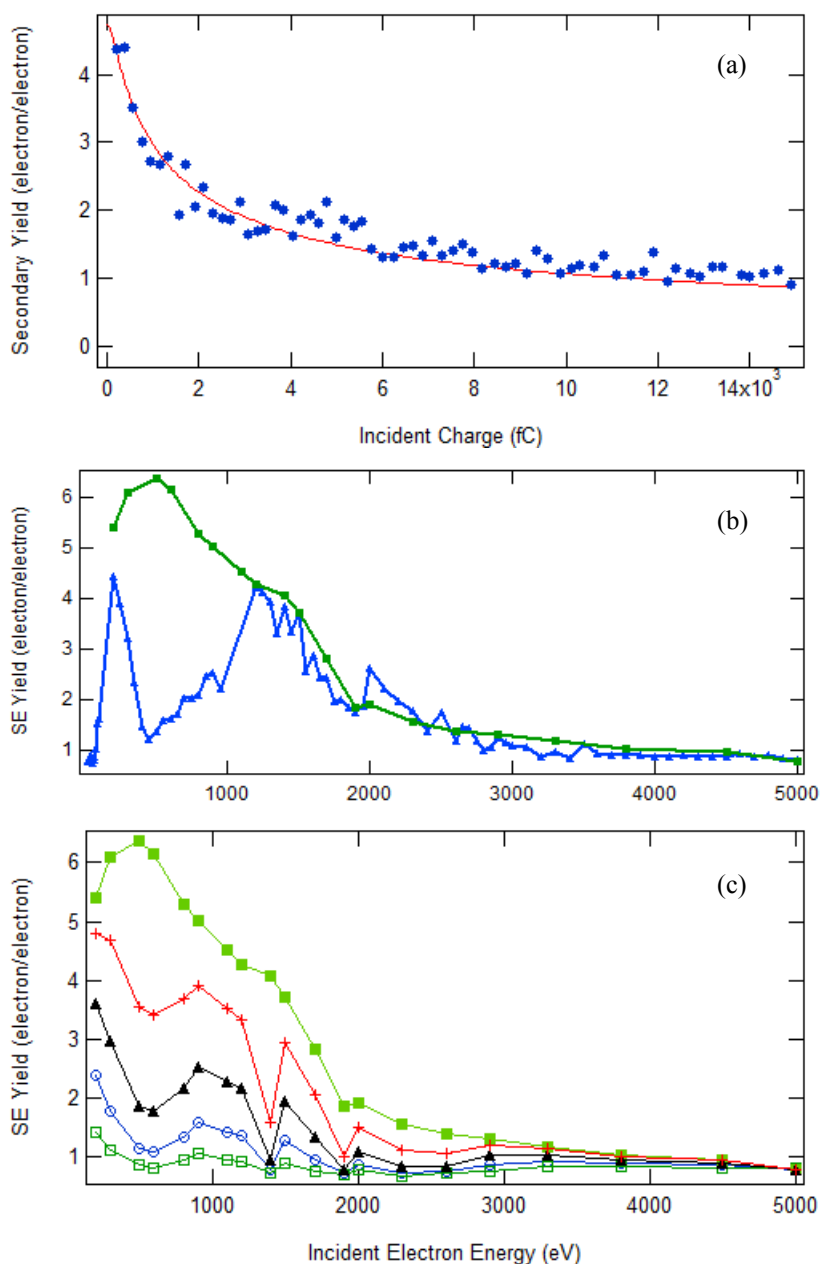 (a)
Secondary Yield (electron/electron)
4
3
2
1
0
0 2 4 6 8 10 12 14x10³
Incident Charge (fC)
(b)
SE Yield (electon/electron)
6
5
4
3
2
1
1000 2000 3000 4000 5000
(c)
SE Yield (electron/electron)
6
5
4
3
2
1
1000 2000 3000 4000 5000
Incident Electron Energy (eV)